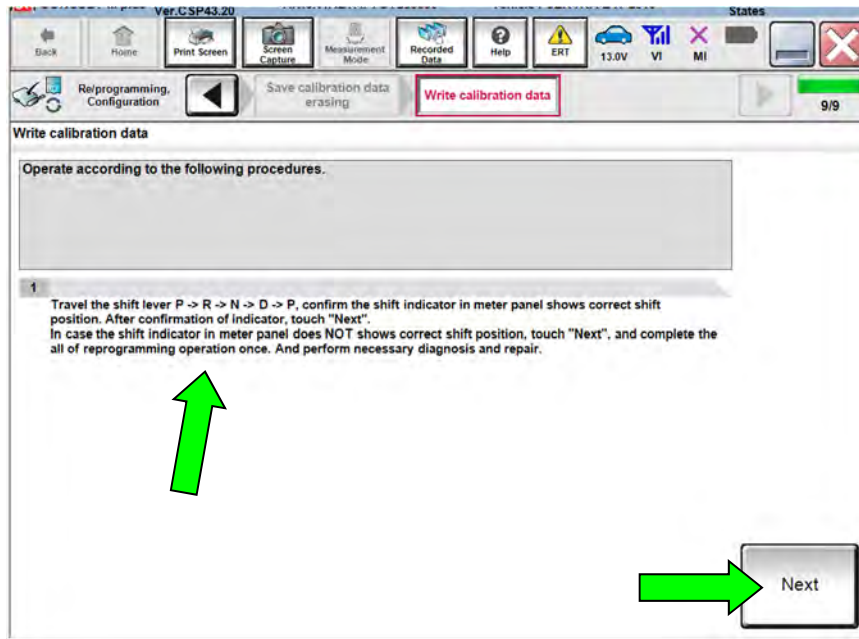 Ver.CSP43.20
States
Back
Home
Print Screen
Screen
Capture
Measurement
Mode
Recorded
Data
Help
ERT
13.0V
VI
MI
Re/programming,
Configuration
Save calibration data
erasing
Write calibration data
9/9
Write calibration data
Operate according to the following procedures.
1
Travel the shift lever P -> R -> N -> D -> P, confirm the shift indicator in meter panel shows correct shift
position. After confirmation of indicator, touch "Next".
In case the shift indicator in meter panel does NOT shows correct shift position, touch "Next", and complete the
all of reprogramming operation once. And perform necessary diagnosis and repair.
Next